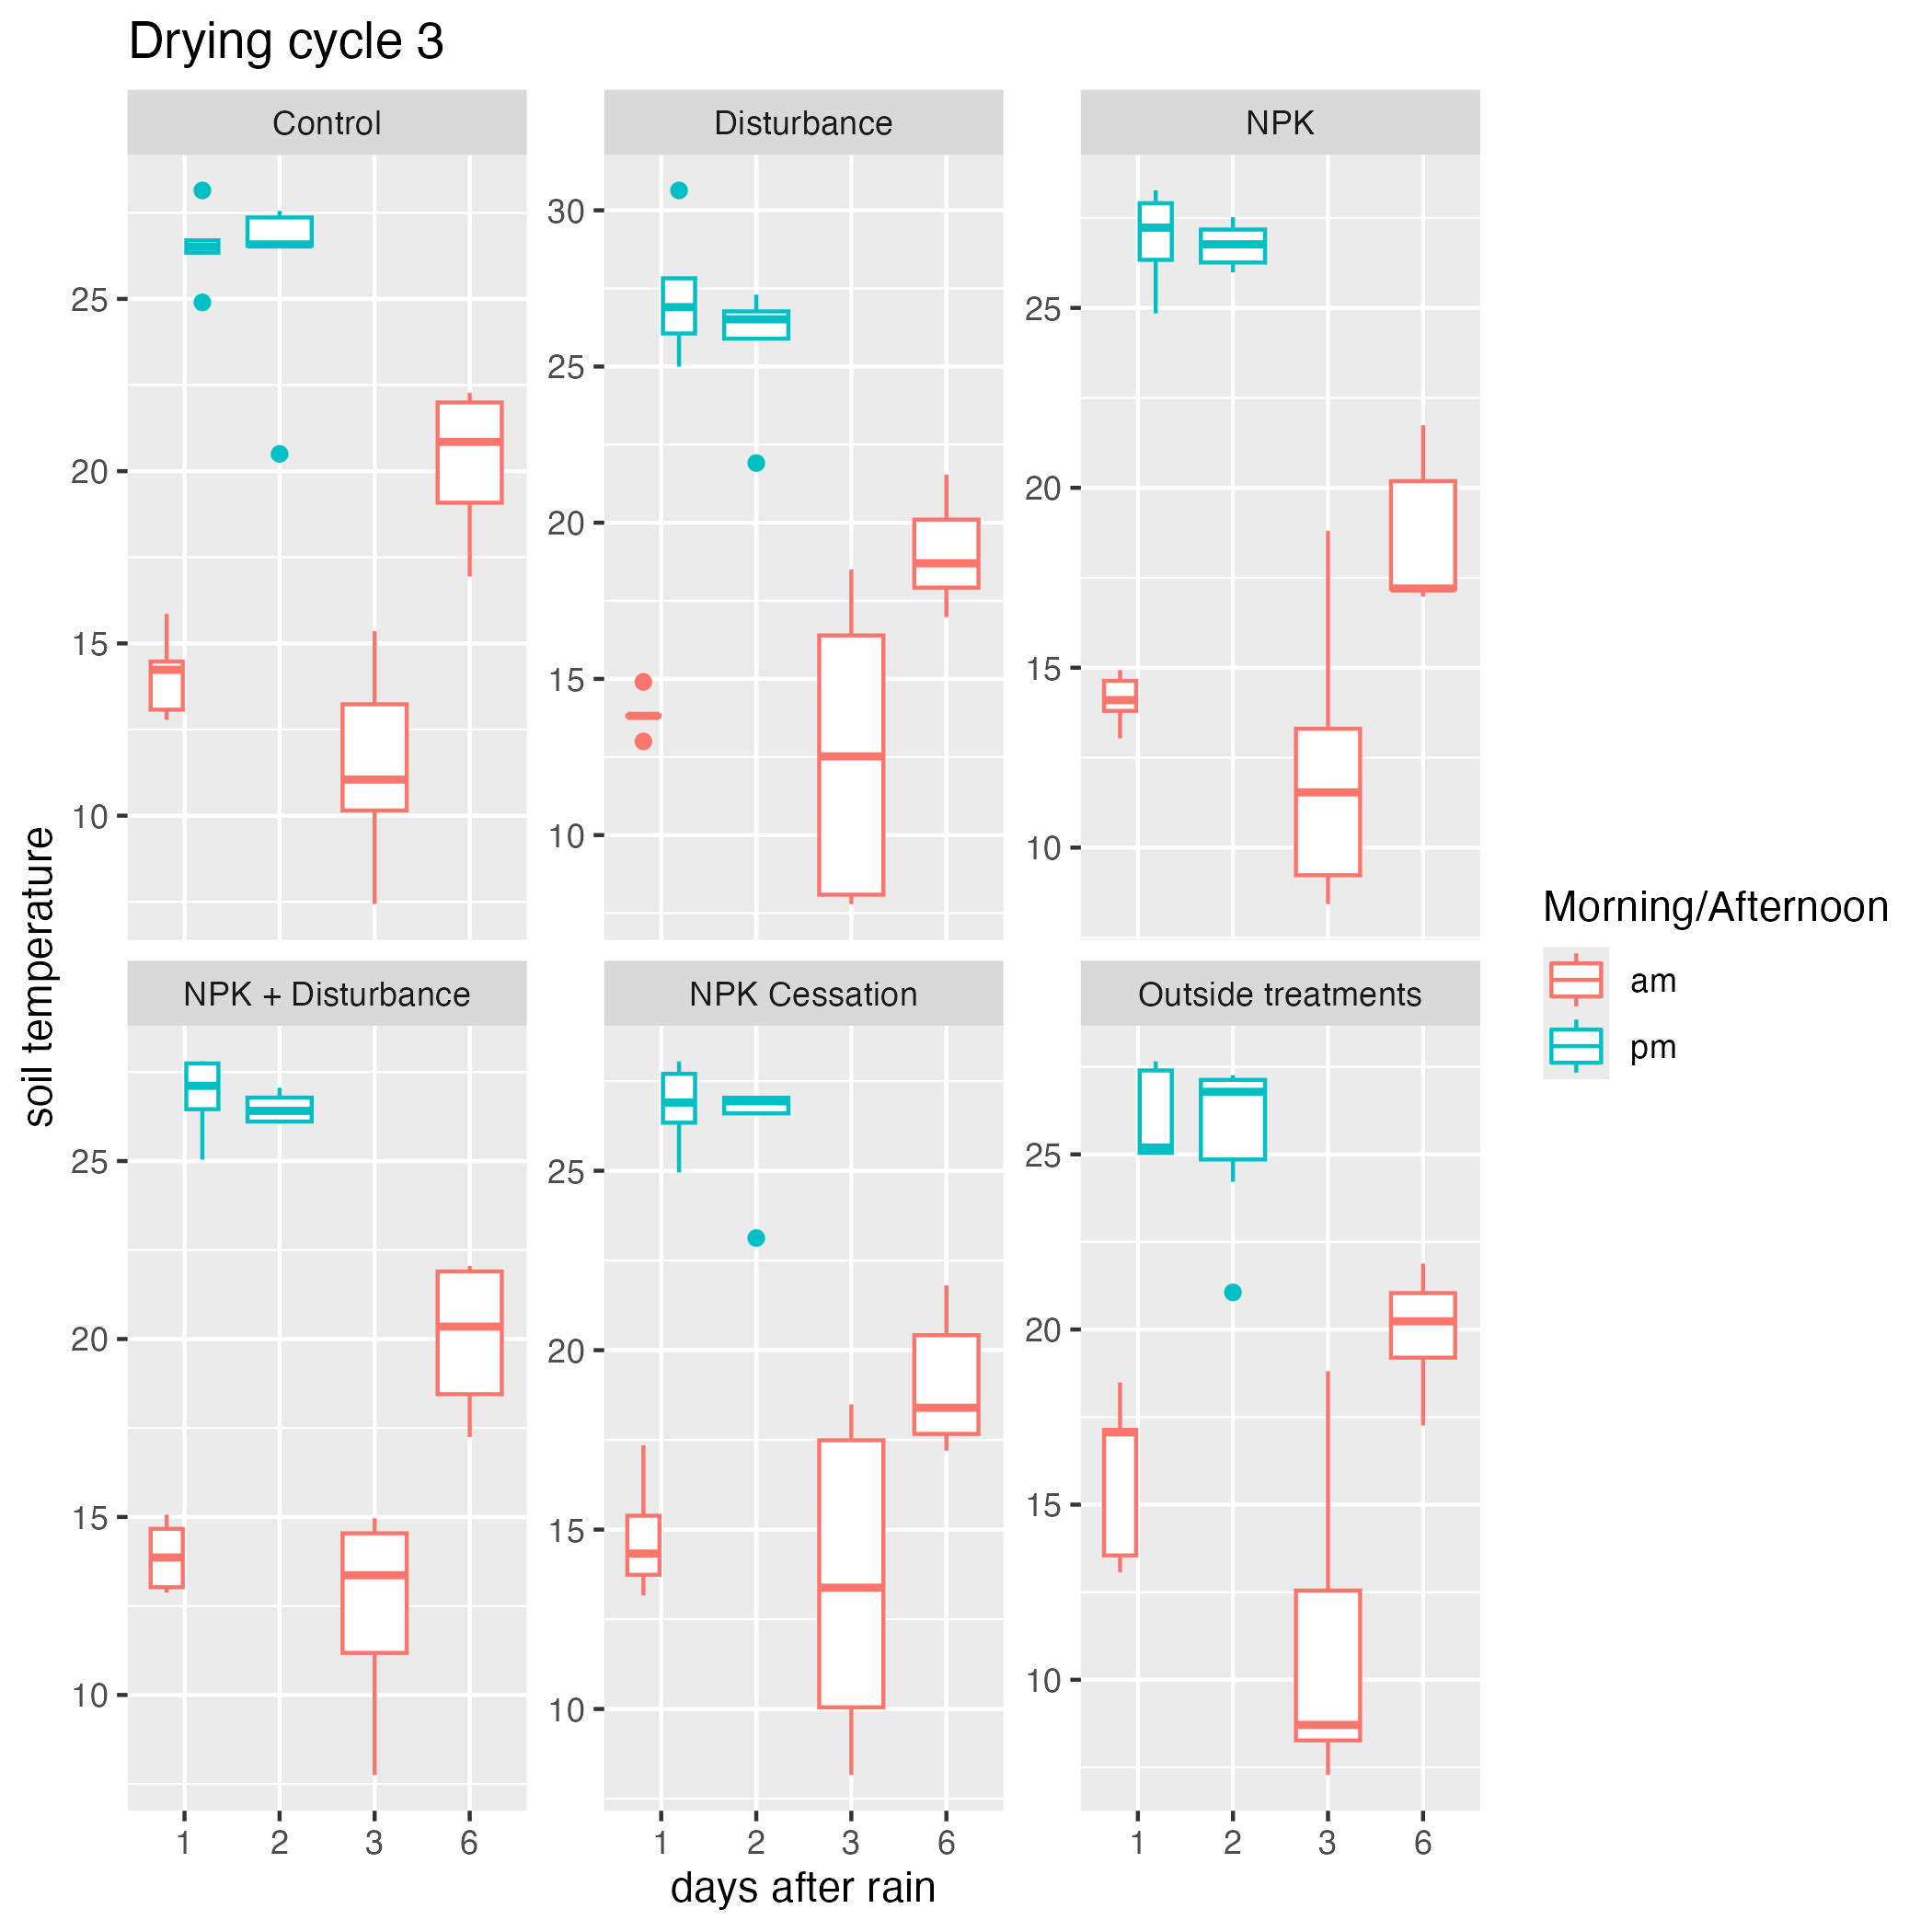 Drying cycle 3
Control
Disturbance
NPK
25
20
15
10
30
25
20
15
10
25
20
15
10
NPK + Disturbance
NPK Cessation
Outside treatments
25
20
15
10
25
20
15
10
25
20
15
10
1 2 3 6
1 2 3 6
1 2 3 6
days after rain
soil temperature
Morning/Afternoon
am
pm